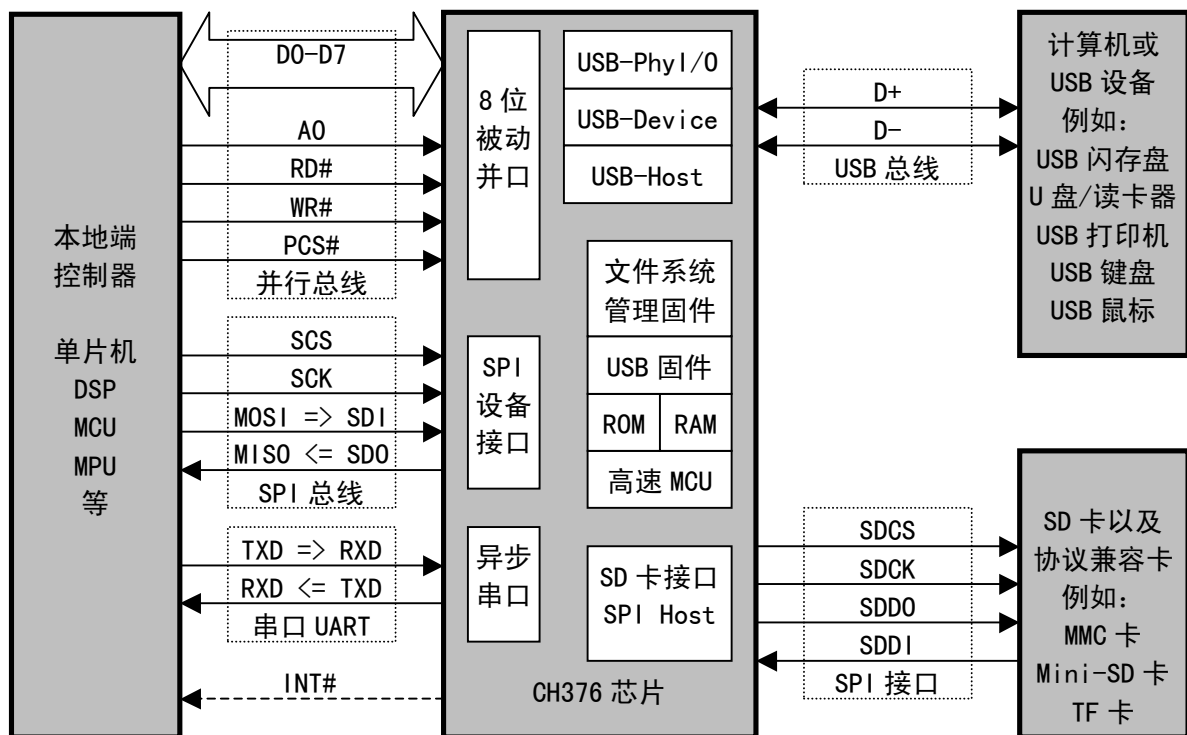 本地端
控制器
单片机
DSP
MCU
MPU
等
D0-D7
A0
RD#
WR#
PCS#
并行总线
SCS
SCK
MOSI => SDI
MISO <= SDO
SPI 总线
TXD => RXD
RXD <= TXD
串口 UART
INT#
8 位
被动
并口
SPI
设备
接口
异步
串口
USB-PhyI/O
USB-Device
USB-Host
文件系统
管理固件
USB 固件
ROM
RAM
高速 MCU
SD 卡接口
SPI Host
CH376 芯片
D+
D-
USB 总线
SDCS
SDCK
SDDO
SDDI
SPI 接口
计算机或
USB 设备
例如：
USB 闪存盘
U 盘/读卡器
USB 打印机
USB 键盘
USB 鼠标
SD 卡以及
协议兼容卡
例如：
MMC 卡
Mini-SD 卡
TF 卡